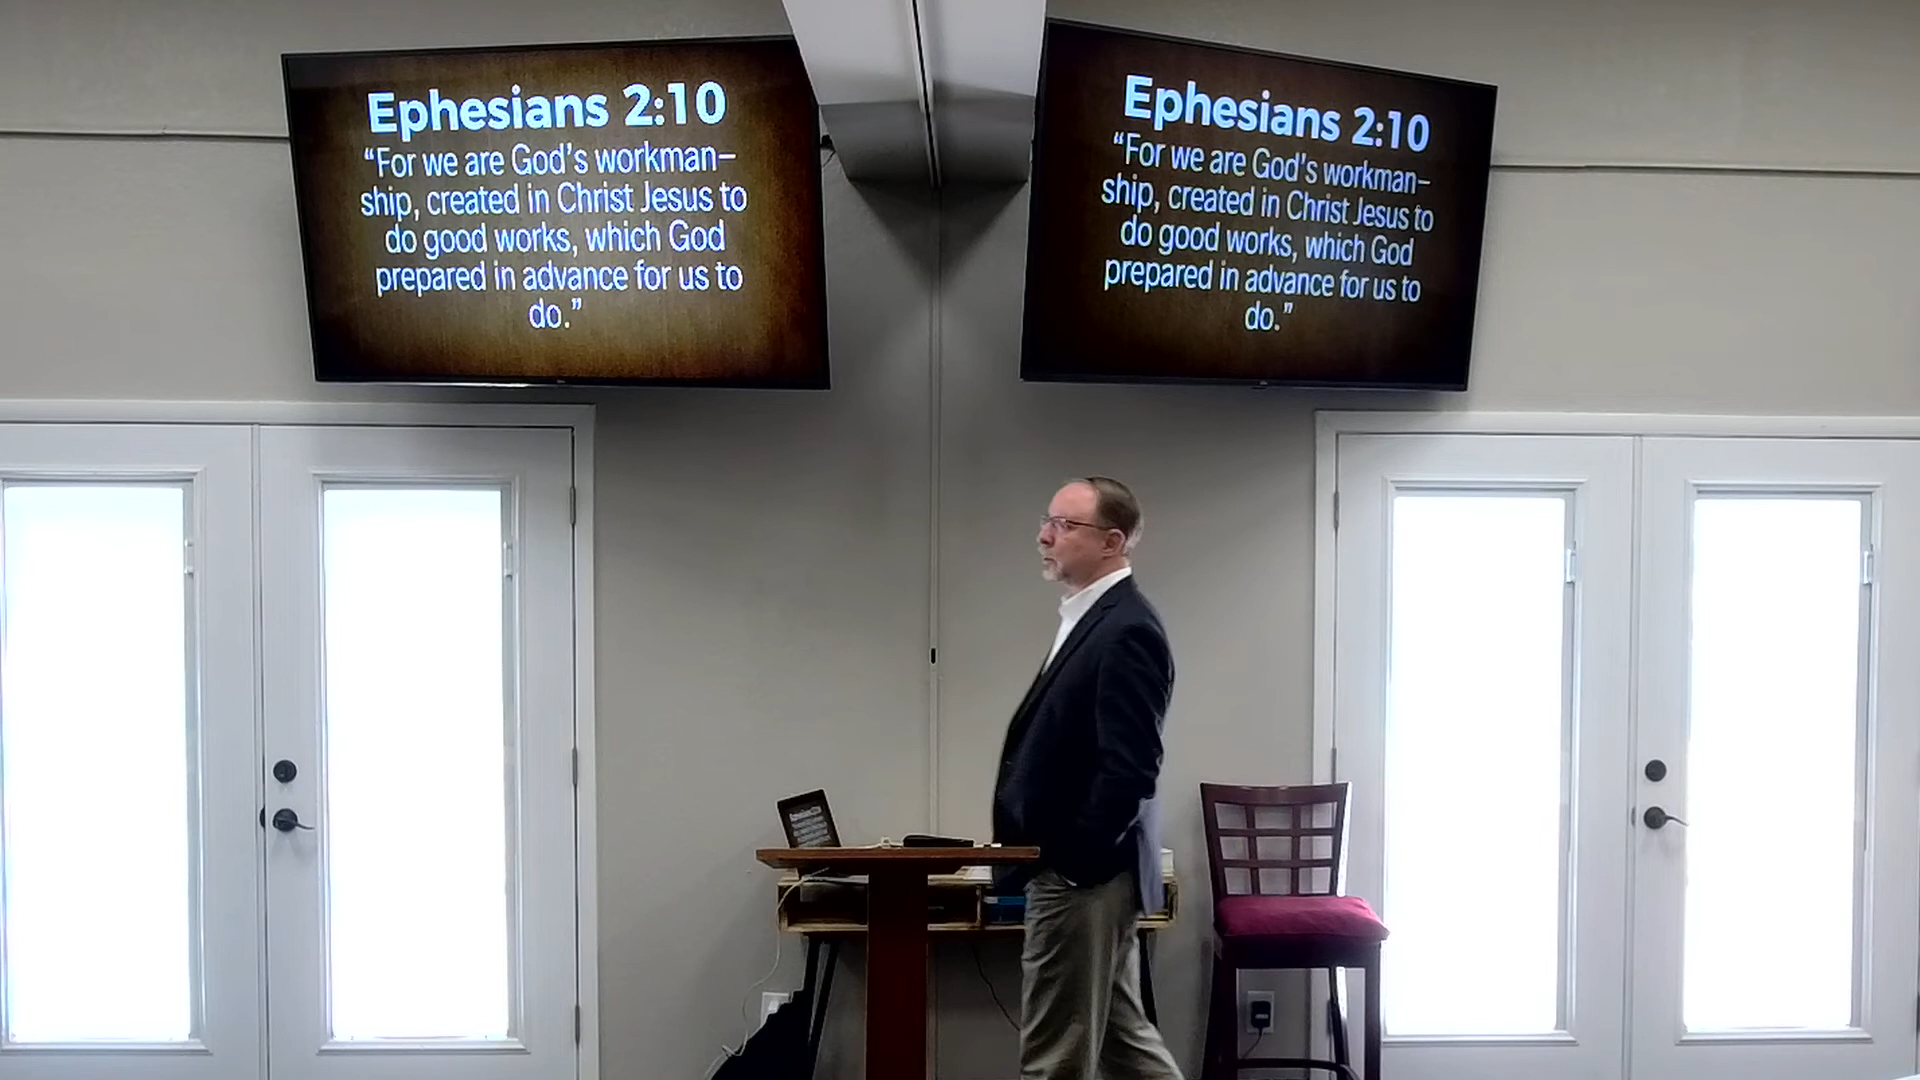 Ephesians 2:10
“For we are God’s workman–
ship, created in Christ Jesus to
do good works, which God
prepared in advance for us to
do.”
Ephesians 2:10
“For we are God’s workman–
ship, created in Christ Jesus to
do good works, which God
prepared in advance for us to
do.”